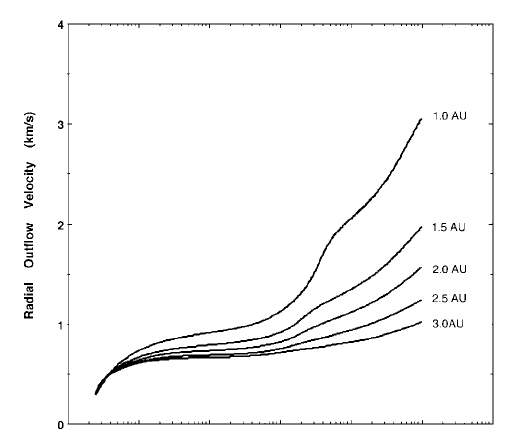 4
3
2
1
0
Radial Outflow Velocity (km/s)
1.0 AU
1.5 AU
2.0 AU
2.5 AU
3.0AU